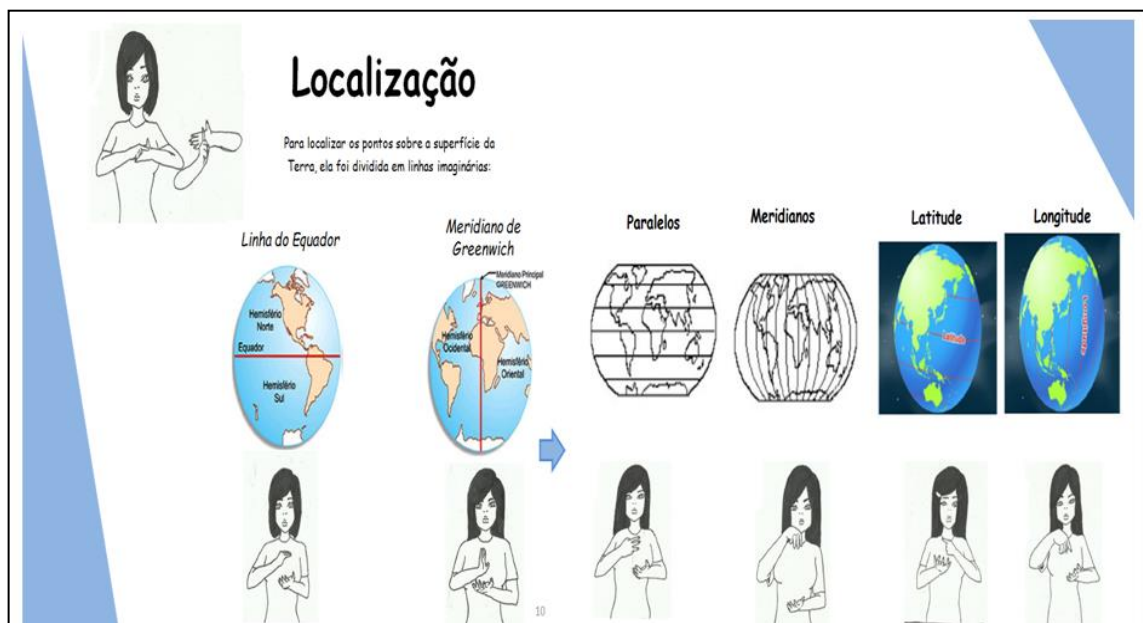 Localização
Para localizar os pontos sobre a superfície da
Terra, ela foi dividida em linhas imaginárias:
Linha do Equador
Meridiano de
Greenwich
Paralelos
Meridianos
Latitude
Longitude
Hemisfério
Norte
Equador
Hemisfério
Sul
Meridiano Principal
GREENWICH
Hemisfério
Ocidental
Hemisfério
Oriental
Latitude
Longitude
10